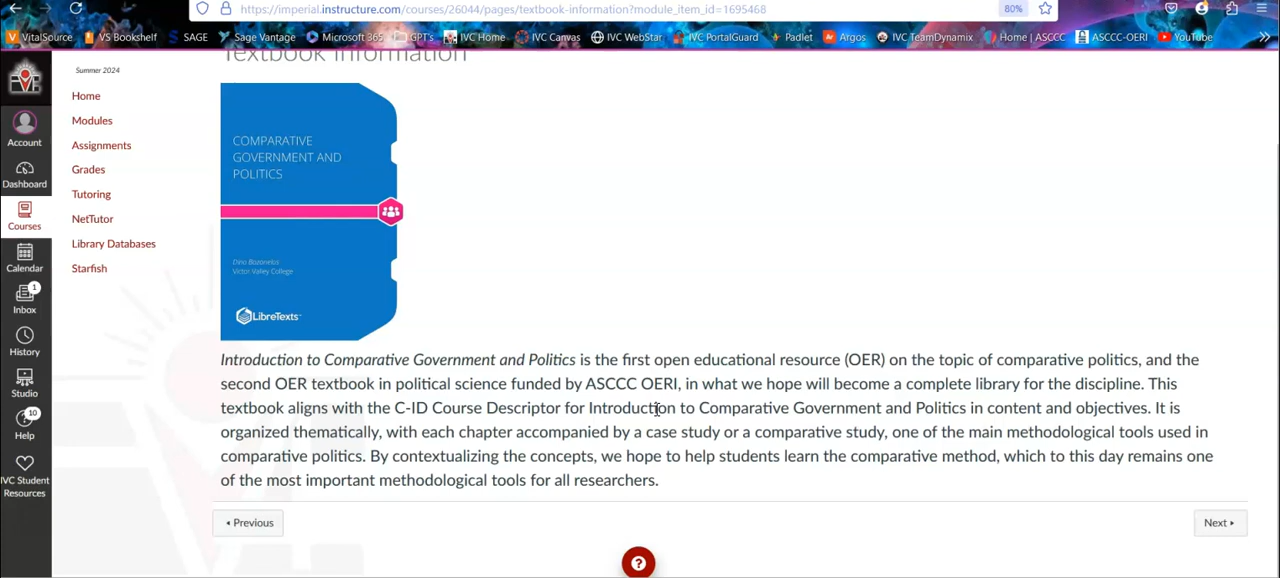 https://imperial.instructure.com/courses/26044/pages/textbook-information?module_item_id=1695468
80%
VitalSource
VS Bookshelf
SAGE
Sage Vantage
Microsoft 365
GPT's
IVC Home
IVC Canvas
IVC WebStar
IVC PortalGuard
Padlet
Argos
IVC TeamDynamix
Home | ASCCC
ASCCC-OERI
YouTube
Account
Dashboard
Courses
Calendar
1
Inbox
History
Studio
10
Help
IVC Student
Resources
Summer 2024
Home
Modules
Assignments
Grades
Tutoring
NetTutor
Library Databases
Starfish
Textbook Information
COMPARATIVE
GOVERNMENT AND
POLITICS
Dino Bozonelos
Victor Valley College
LibreTexts
Introduction to Comparative Government and Politics is the first open educational resource (OER) on the topic of comparative politics, and the
second OER textbook in political science funded by ASCCC OERI, in what we hope will become a complete library for the discipline. This
textbook aligns with the C-ID Course Descriptor for Introduction to Comparative Government and Politics in content and objectives. It is
organized thematically, with each chapter accompanied by a case study or a comparative study, one of the main methodological tools used in
comparative politics. By contextualizing the concepts, we hope to help students learn the comparative method, which to this day remains one
of the most important methodological tools for all researchers.
Previous
Next
?